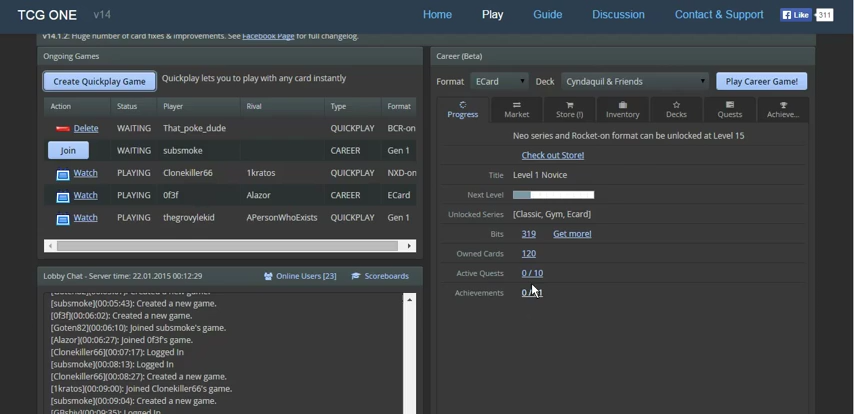 TCG ONE v14
Home Play Guide Discussion Contact & Support Like 311
v14.1.2: Huge number of card fixes & improvements. See Facebook Page for full changelog.
Ongoing Games
Create Quickplay Game Quickplay lets you to play with any card instantly
Action Status Player Rival Type Format
Delete WAITING That_poke_dude QUICKPLAY BCR-on
Join WAITING subsmoke CAREER Gen 1
Watch PLAYING Clonekiller66 1kratos QUICKPLAY NXD-on
Watch PLAYING 0f3f Alazor CAREER ECard
Watch PLAYING thegrovylekid APersonWhoExists QUICKPLAY Gen 1
Lobby Chat - Server time: 22.01.2015 00:12:29 Online Users [23] Scoreboards
[subsmoke](00:05:43): Created a new game.
[0f3f](00:06:02): Created a new game.
[Goten82](00:06:10): Joined subsmoke's game.
[Alazor](00:06:27): Joined 0f3f's game.
[Clonekiller66](00:07:17): Logged In
[subsmoke](00:08:13): Logged In
[Clonekiller66](00:08:27): Created a new game.
[1kratos](00:09:00): Joined Clonekiller66's game.
[subsmoke](00:09:04): Created a new game.
Logged In
Career (Beta)
Format ECard Deck Cyndaquil & Friends Play Career Game!
Progress Market Store (!) Inventory Decks Quests Achieve...
Neo series and Rocket-on format can be unlocked at Level 15
Check out Store!
Title Level 1 Novice
Next Level
Unlocked Series [Classic, Gym, Ecard]
Bits 319 Get more!
Owned Cards 120
Active Quests 0 / 10
Achievements 0 /